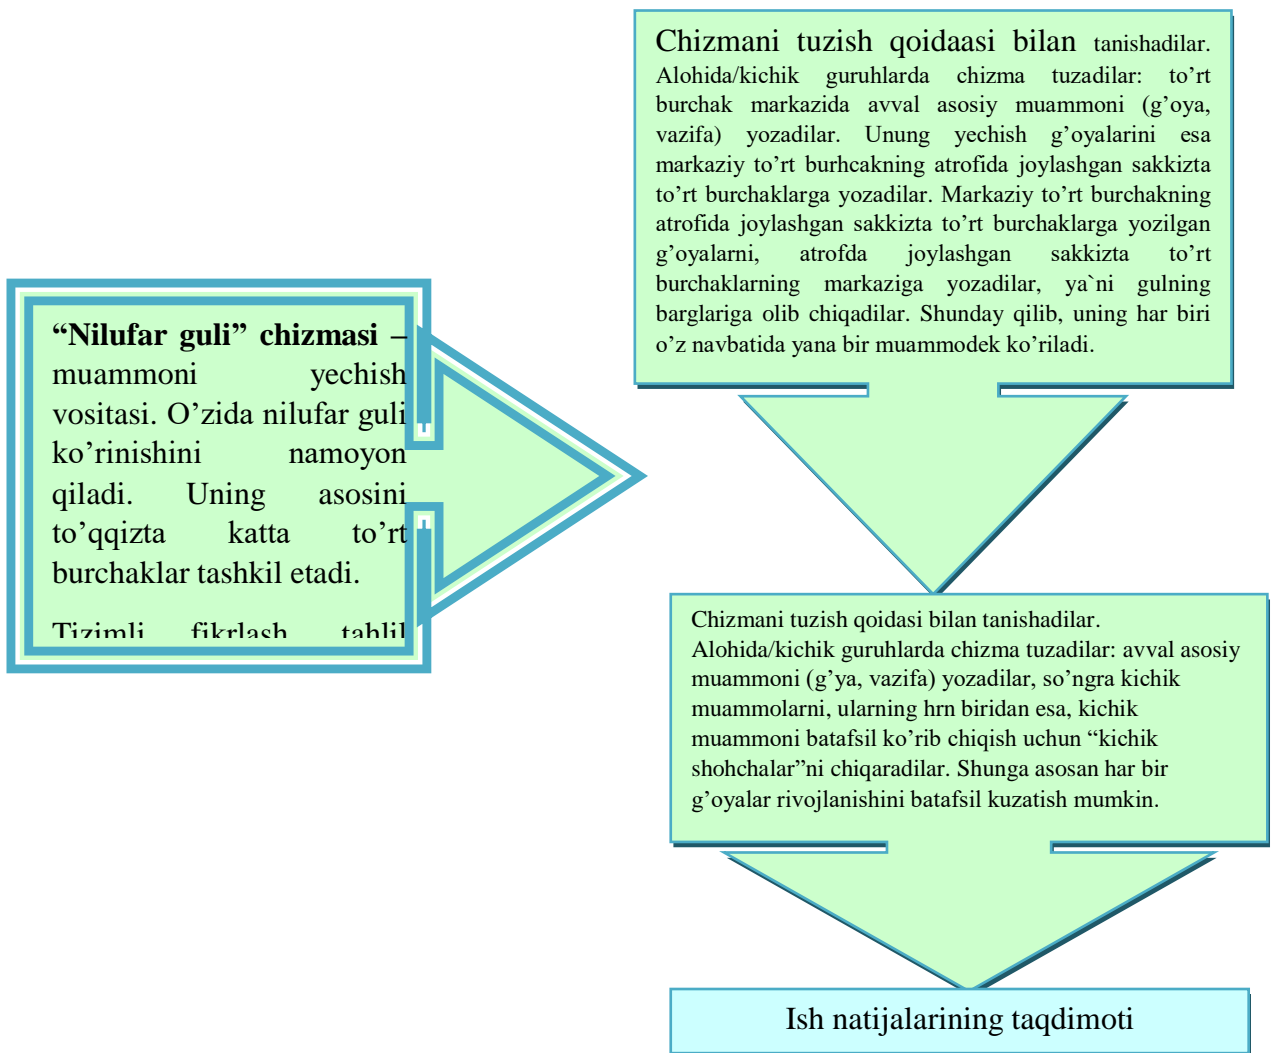 “Nilufar guli” chizmasi –
muammoni yechish
vositasi. O’zida nilufar guli
ko’rinishini namoyon
qiladi. Uning asosini
to’qqizta katta to’rt
burchaklar tashkil etadi.
Tizimli fikrlash, tahlil
Chizmani tuzish qoidaasi bilan tanishadilar.
Alohida/kichik guruhlarda chizma tuzadilar: to’rt
burchak markazida avval asosiy muammoni (g’oya,
vazifa) yozadilar. Unung yechish g’oyalarini esa
markaziy to’rt burhcakning atrofida joylashgan sakkizta
to’rt burchaklarga yozadilar. Markaziy to’rt burchakning
atrofida joylashgan sakkizta to’rt burchaklarga yozilgan
g’oyalarni, atrofda joylashgan sakkizta to’rt
burchaklarning markaziga yozadilar, ya`ni gulning
barglariga olib chiqadilar. Shunday qilib, uning har biri
o’z navbatida yana bir muammodek ko’riladi.
Chizmani tuzish qoidasi bilan tanishadilar.
Alohida/kichik guruhlarda chizma tuzadilar: avval asosiy
muammoni (g’ya, vazifa) yozadilar, so’ngra kichik
muammolarni, ularning hrn biridan esa, kichik
muammoni batafsil ko’rib chiqish uchun “kichik
shohchalar”ni chiqaradilar. Shunga asosan har bir
g’oyalar rivojlanishini batafsil kuzatish mumkin.
Ish natijalarining taqdimoti